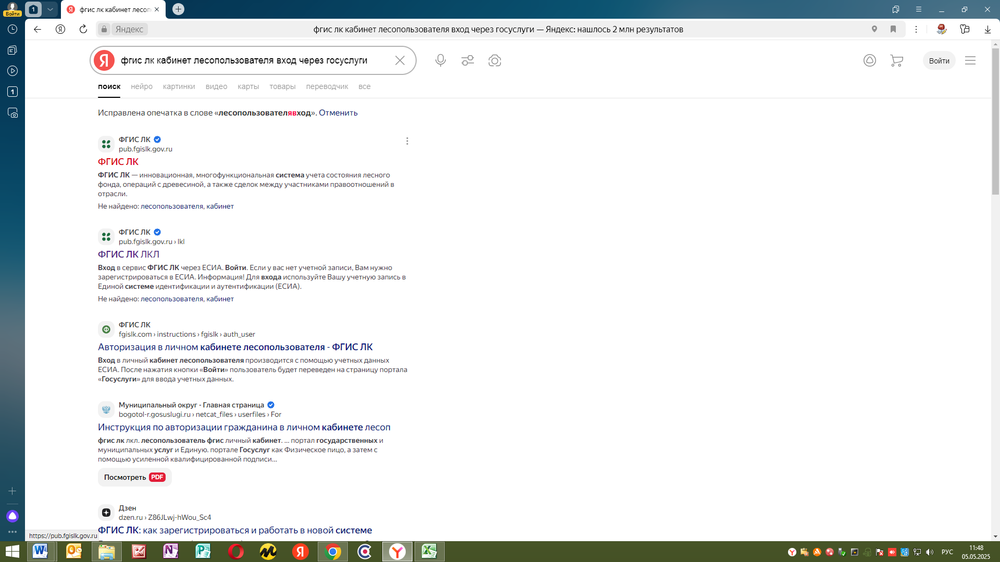 Войти
1
фгис лк кабинет лесоп
Яндекс
фгис лк кабинет лесопользователя вход через госуслуги — Яндекс: нашлось 2 млн результатов
1
Я
фгис лк кабинет лесопользователя вход через госуслуги
Войти
поиск нейро картинки видео карты товары переводчик все
Исправлена опечатка в слове «лесопользователявход». Отменить
ФГИС ЛК
pub.fgislk.gov.ru
ФГИС ЛК
ФГИС ЛК — инновационная, многофункциональная система учета состояния лесного
фонда, операций с древесиной, а также сделок между участниками правоотношений в
отрасли.
Не найдено: лесопользователя, кабинет
ФГИС ЛК
pub.fgislk.gov.ru › lkl
ФГИС ЛК ЛКЛ
Вход в сервис ФГИС ЛК через ЕСИА. Войти. Если у вас нет учетной записи, Вам нужно
зарегистрироваться в ЕСИА. Информация! Для входа используйте Вашу учетную запись в
Единой системе идентификации и аутентификации (ЕСИА).
Не найдено: лесопользователя, кабинет
ФГИС ЛК
fgislk.com › instructions › fgislk › auth_user
Авторизация в личном кабинете лесопользователя - ФГИС ЛК
Вход в личный кабинет лесопользователя производится с помощью учетных данных
ЕСИА. После нажатия кнопки «Войти» пользователь будет переведен на страницу портала
«Госуслуги» для ввода учетных данных.
Муниципальный округ - Главная страница
bogotol-r.gosuslugi.ru › netcat_files › userfiles › For
Инструкция по авторизации гражданина в личном кабинете лесоп
фгис лк лкл. лесопользователь фгис личный кабинет. ... портал государственных и
муниципальных услуг и Единую. портале Госуслуг как Физическое пицо, а затем с
помощью усиленной квалифицированной подписи...
Посмотреть PDF
Дзен
dzen.ru › Z86JLwj-hWou_Sc4
ФГИС ЛК: как зарегистрироваться и работать в новой системе
https://pub.fgislk.gov.ru
РУС
11:48
05.05.2025